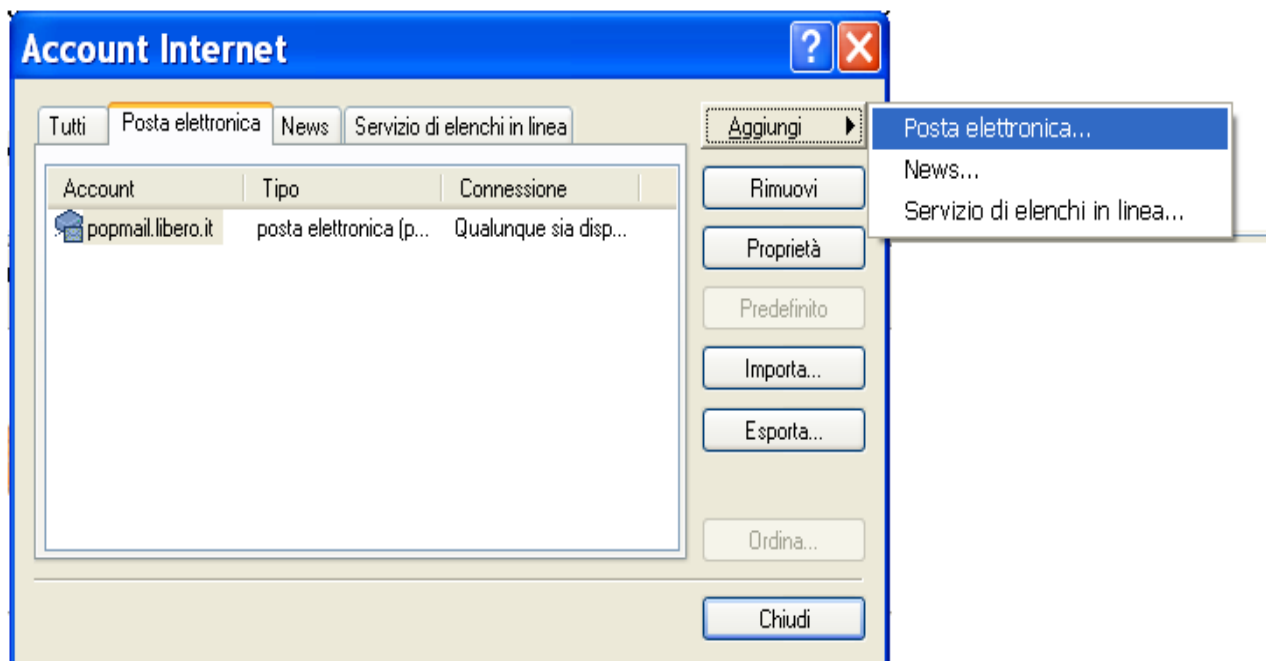 Account Internet
Tutti Posta elettronica News Servizio di elenchi in linea
Account Tipo Connessione
popmail.libero.it posta elettronica (p... Qualunque sia disp...
Aggiungi
Rimuovi
Proprietà
Predefinito
Importa...
Esporta...
Ordina...
Chiudi
Posta elettronica...
News...
Servizio di elenchi in linea...